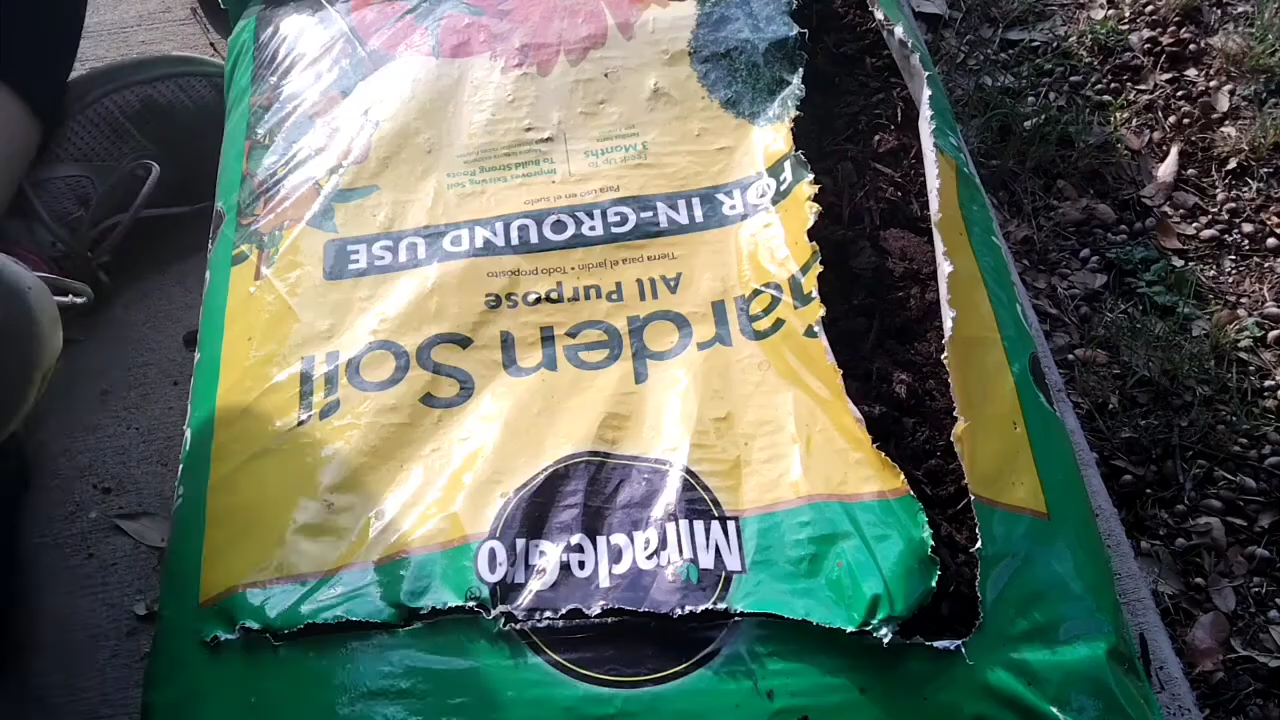 Miracle-Gro
Garden Soil
All Purpose
Tierra para el jardín • Todo propósito
FOR IN-GROUND USE
Para uso en el suelo
Feeds Up To
3 Months
Improves Existing Soil
To Build Strong Roots